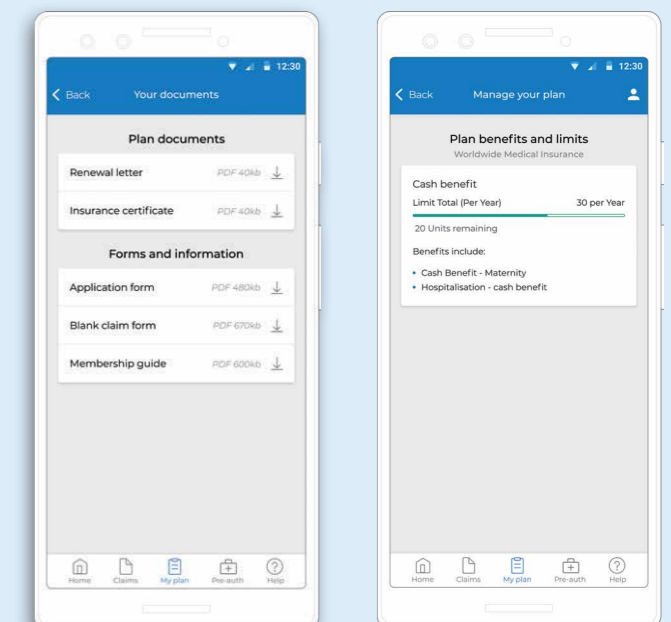 12:30
Back Your documents
Plan documents
Renewal letter PDF 40kb
Insurance certificate PDF 40kb
Forms and information
Application form PDF 480kb
Blank claim form PDF 670kb
Membership guide PDF 600kb
Home Claims My plan Pre-auth Help
12:30
Back Manage your plan
Plan benefits and limits
Worldwide Medical Insurance
Cash benefit
Limit Total (Per Year) 30 per Year
20 Units remaining
Benefits include:
• Cash Benefit - Maternity
• Hospitalisation - cash benefit
Home Claims My plan Pre-auth Help